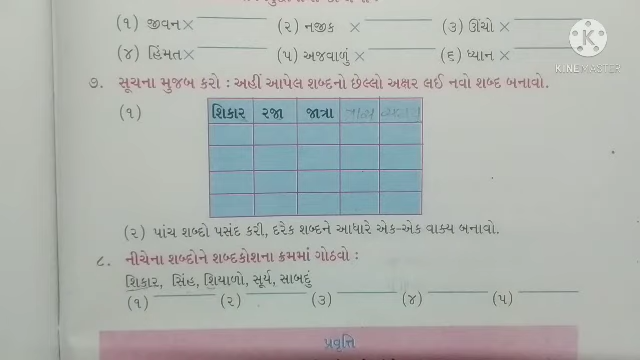 (૧) જીવન × (૨) નજીક × (૩) ઊંચો ×
(૪) હિંમત × (૫) અજવાળું × (૬) ધ્યાન ×
KINEMASTER
૭. સૂચના મુજબ કરો : અહીં આપેલ શબ્દનો છેલ્લો અક્ષર લઈ નવો શબ્દ બનાવો.
(૧) શિકાર રજા જાત્રા
(૨) પાંચ શબ્દો પસંદ કરી, દરેક શબ્દને આધારે એક-એક વાક્ય બનાવો.
૮. નીચેના શબ્દોને શબ્દકોશના ક્રમમાં ગોઠવો :
શિકાર, સિંહ, શિયાળો, સૂર્ય, સાબદું
(૧) (૨) (૩) (૪) (૫)
પ્રવૃત્તિ